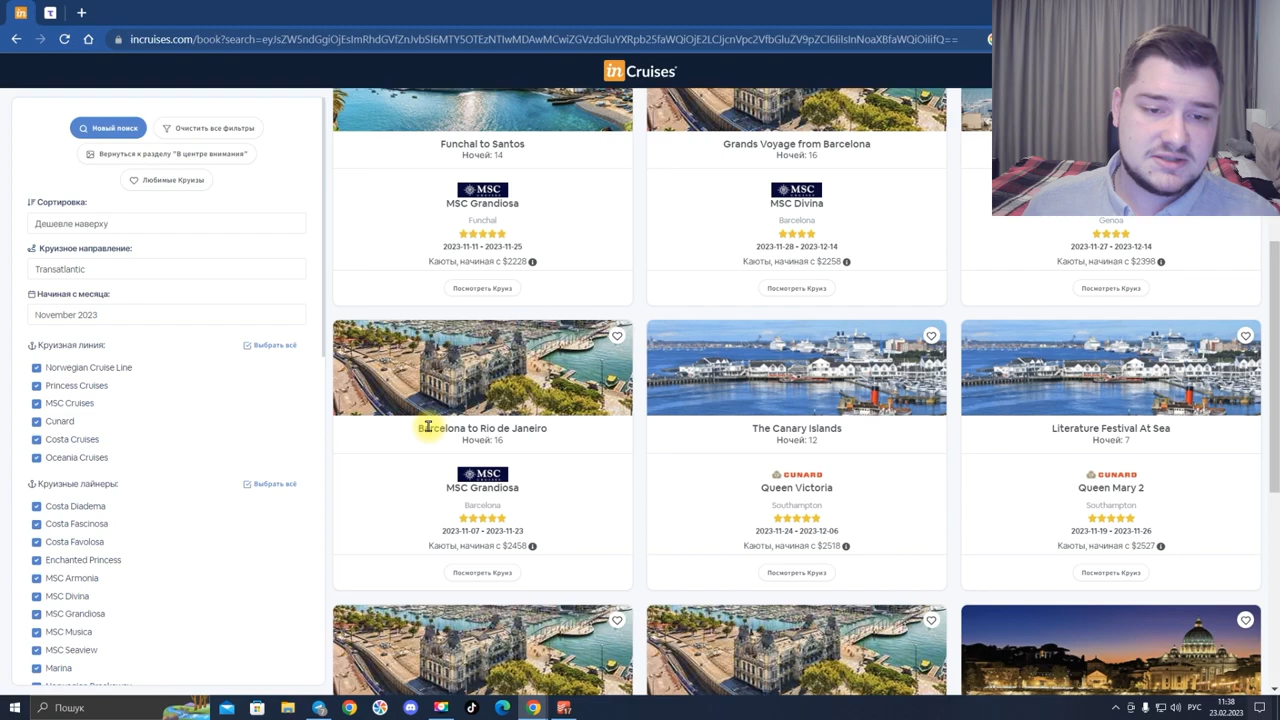 incruises.com/book?search=eyJsZW5ndGgiOjEsImRhdGVfZnJvbSI6MTY5OTEzNTIwMDAwMCwiZGVzdGluYXRpb25faWQiOjE2LCJjcnVpc2VfbGluZV9pZCI6IiIsInNoaXBfaWQiOiIifQ==
in Cruises
Новый поиск
Очистить все фильтры
Вернуться к разделу "В центре внимания"
Любимые Круизы
Сортировка:
Дешевле наверху
Круизное направление:
Transatlantic
Начиная с месяца:
November 2023
Круизная линия:
Выбрать всё
Norwegian Cruise Line
Princess Cruises
MSC Cruises
Cunard
Costa Cruises
Oceania Cruises
Круизные лайнеры:
Выбрать всё
Costa Diadema
Costa Fascinosa
Costa Favolosa
Enchanted Princess
MSC Armonia
MSC Divina
MSC Grandiosa
MSC Musica
MSC Seaview
Marina
Funchal to Santos
Ночей: 14
MSC
MSC Grandiosa
Funchal
2023-11-11 - 2023-11-25
Каюты, начиная с $2228
Посмотреть Круиз
Grands Voyage from Barcelona
Ночей: 16
MSC
MSC Divina
Barcelona
2023-11-28 - 2023-12-14
Каюты, начиная с $2258
Посмотреть Круиз
Genoa
2023-11-27 - 2023-12-14
Каюты, начиная с $2398
Посмотреть Круиз
Barcelona to Rio de Janeiro
Ночей: 16
MSC
MSC Grandiosa
Barcelona
2023-11-07 - 2023-11-23
Каюты, начиная с $2458
Посмотреть Круиз
The Canary Islands
Ночей: 12
CUNARD
Queen Victoria
Southampton
2023-11-24 - 2023-12-06
Каюты, начиная с $2518
Посмотреть Круиз
Literature Festival At Sea
Ночей: 7
CUNARD
Queen Mary 2
Southampton
2023-11-19 - 2023-11-26
Каюты, начиная с $2527
Посмотреть Круиз
Пошук
17
РУС
11:38
23.02.2023